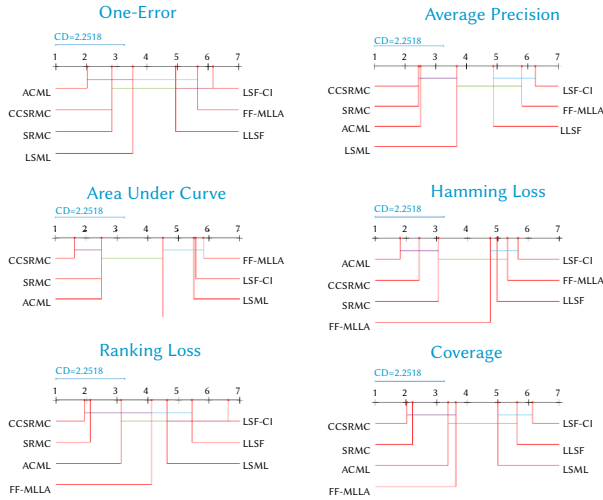 One-Error
CD=2.2518
1 2 3 4 5 6 7
ACML
CCSRMC
SRMC
LSML
LSF-CI
FF-MLLA
LLSF
Average Precision
CD=2.2518
1 2 3 4 5 6 7
CCSRMC
SRMC
ACML
LSML
LSF-CI
FF-MLLA
LLSF
Area Under Curve
CD=2.2518
1 2 3 4 5 6 7
CCSRMC
SRMC
ACML
FF-MLLA
LSF-CI
LSML
Hamming Loss
CD=2.2518
1 2 3 4 5 6 7
ACML
CCSRMC
SRMC
FF-MLLA
LSF-CI
FF-MLLA
LLSF
Ranking Loss
CD=2.2518
1 2 3 4 5 6 7
CCSRMC
SRMC
ACML
FF-MLLA
LSF-CI
LLSF
LSML
Coverage
CD=2.2518
1 2 3 4 5 6 7
CCSRMC
SRMC
ACML
FF-MLLA
LSF-CI
LLSF
LSML